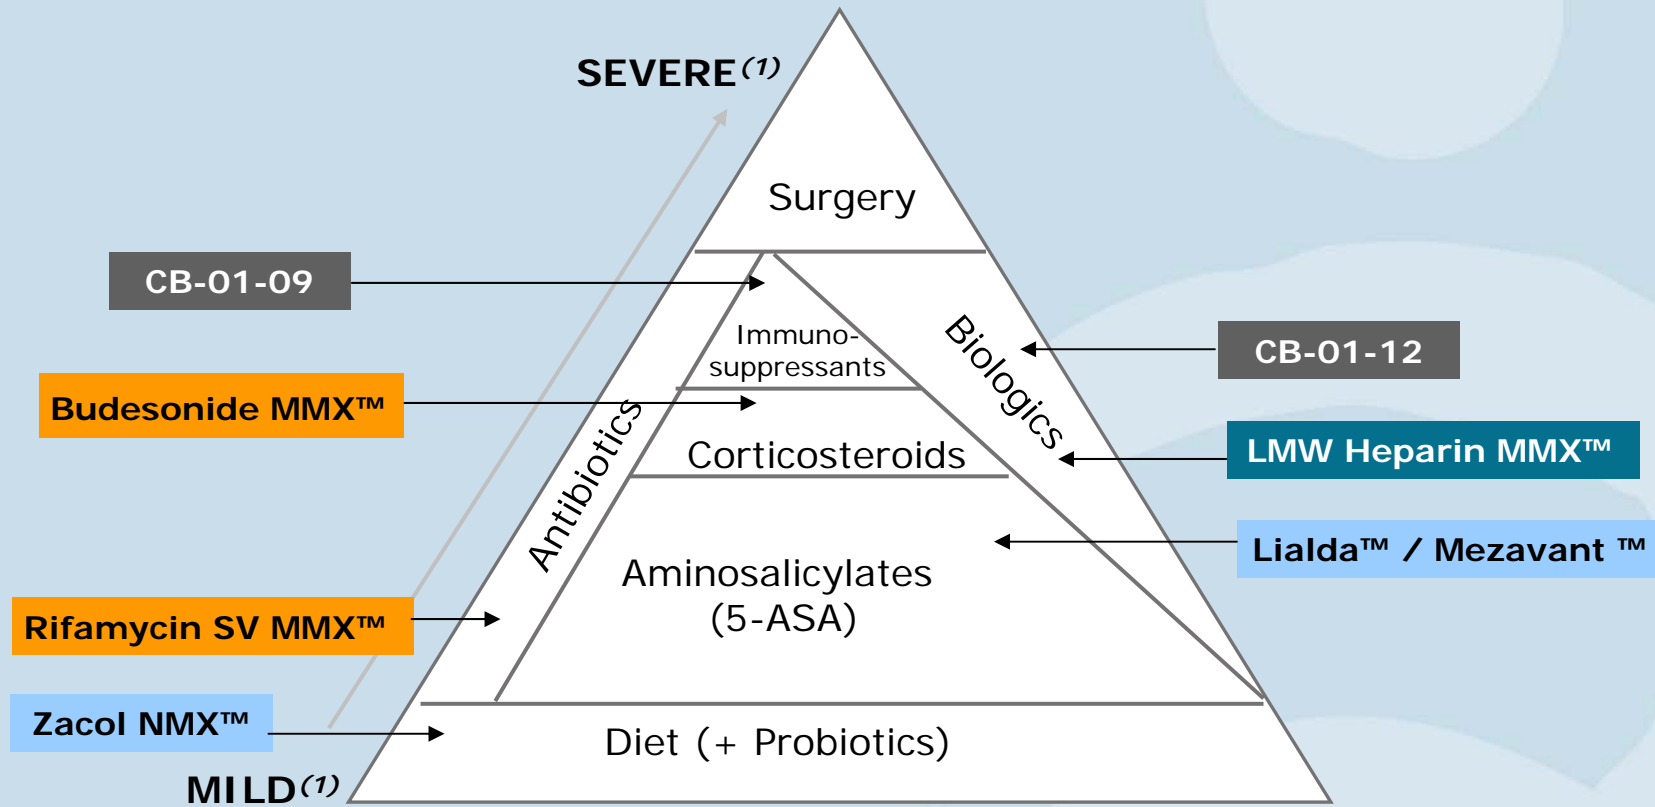 SEVERE(1)
Surgery
CB-01-09
Immuno-
suppressants
Biologics
CB-01-12
Budesonide MMX™
Antibiotics
Corticosteroids
LMW Heparin MMX™
Lialda™ / Mezavant ™
Aminosalicylates
(5-ASA)
Rifamycin SV MMX™
Zacol NMX™
Diet (+ Probiotics)
MILD(1)